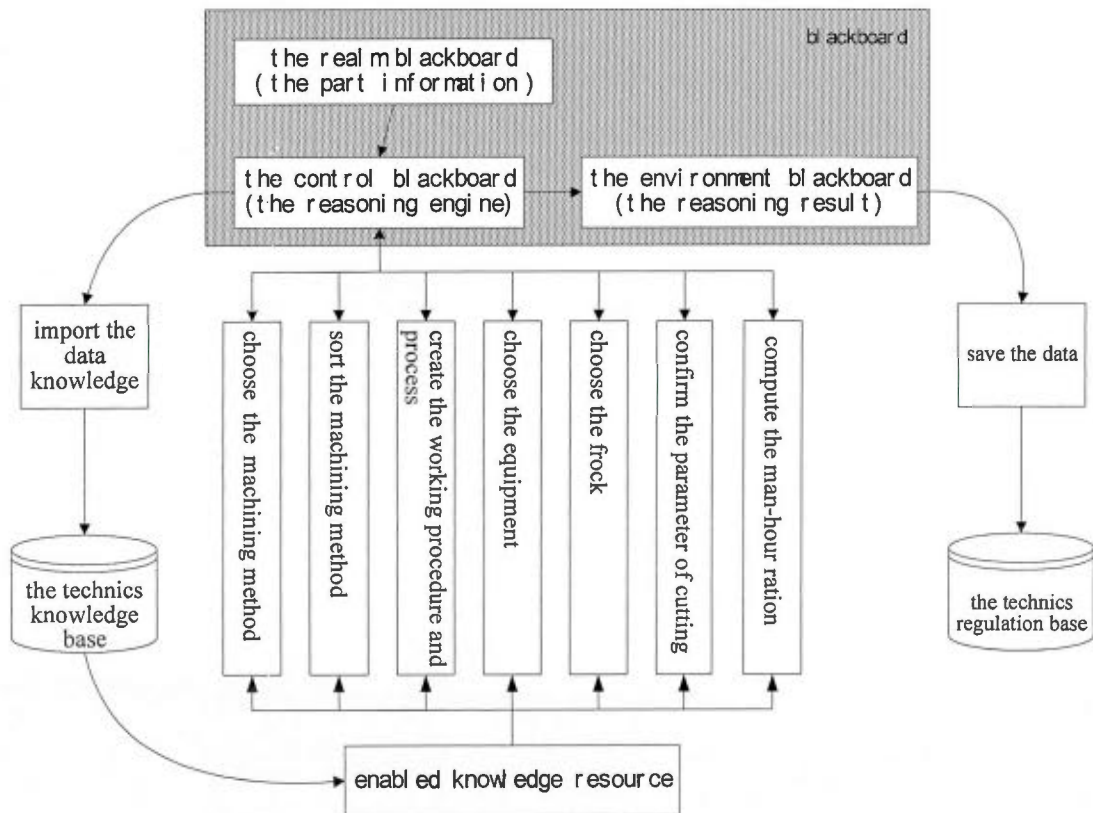 blackboard
the realm blackboard
(the part information)
the control blackboard
(the reasoning engine)
the environment blackboard
(the reasoning result)
import the
data
knowledge
choose the machining method
sort the machining method
create the working procedure and
process
choose the equipment
choose the frock
confirm the parameter of cutting
compute the man-hour ration
save the data
the technics
knowledge
base
the technics
regulation base
enabled knowledge resource